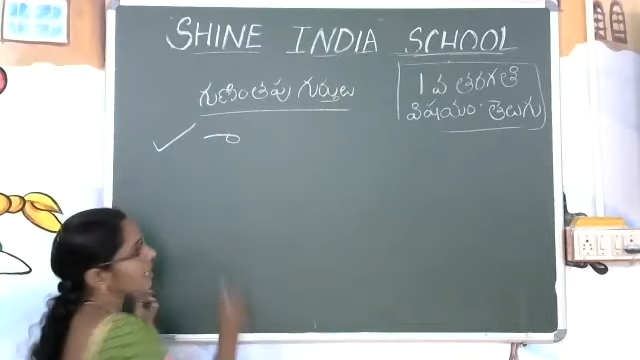 SHINE INDIA SCHOOL
గుణింతపు గుర్తులు
1 వ తరగతి
విషయం: తెలుగు
✓ ా